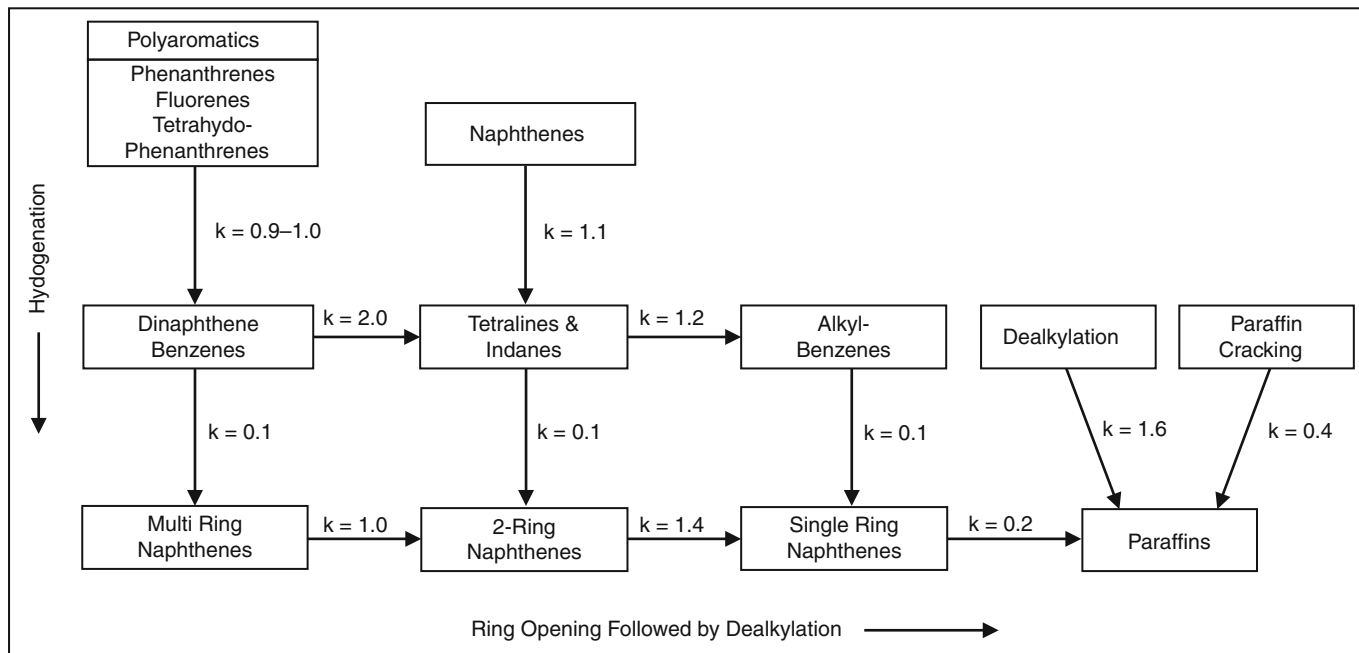 Polyaromatics
Phenanthrenes
Fluorenes
Tetrahydo-
Phenanthrenes
Naphthenes
Hydogenation
k = 0.9–1.0
k = 1.1
Dinaphthene
Benzenes
k = 2.0
Tetralines &
Indanes
k = 1.2
Alkyl-
Benzenes
Dealkylation
Paraffin
Cracking
k = 0.1
k = 0.1
k = 0.1
k = 1.6
k = 0.4
Multi Ring
Naphthenes
k = 1.0
2-Ring
Naphthenes
k = 1.4
Single Ring
Naphthenes
k = 0.2
Paraffins
Ring Opening Followed by Dealkylation